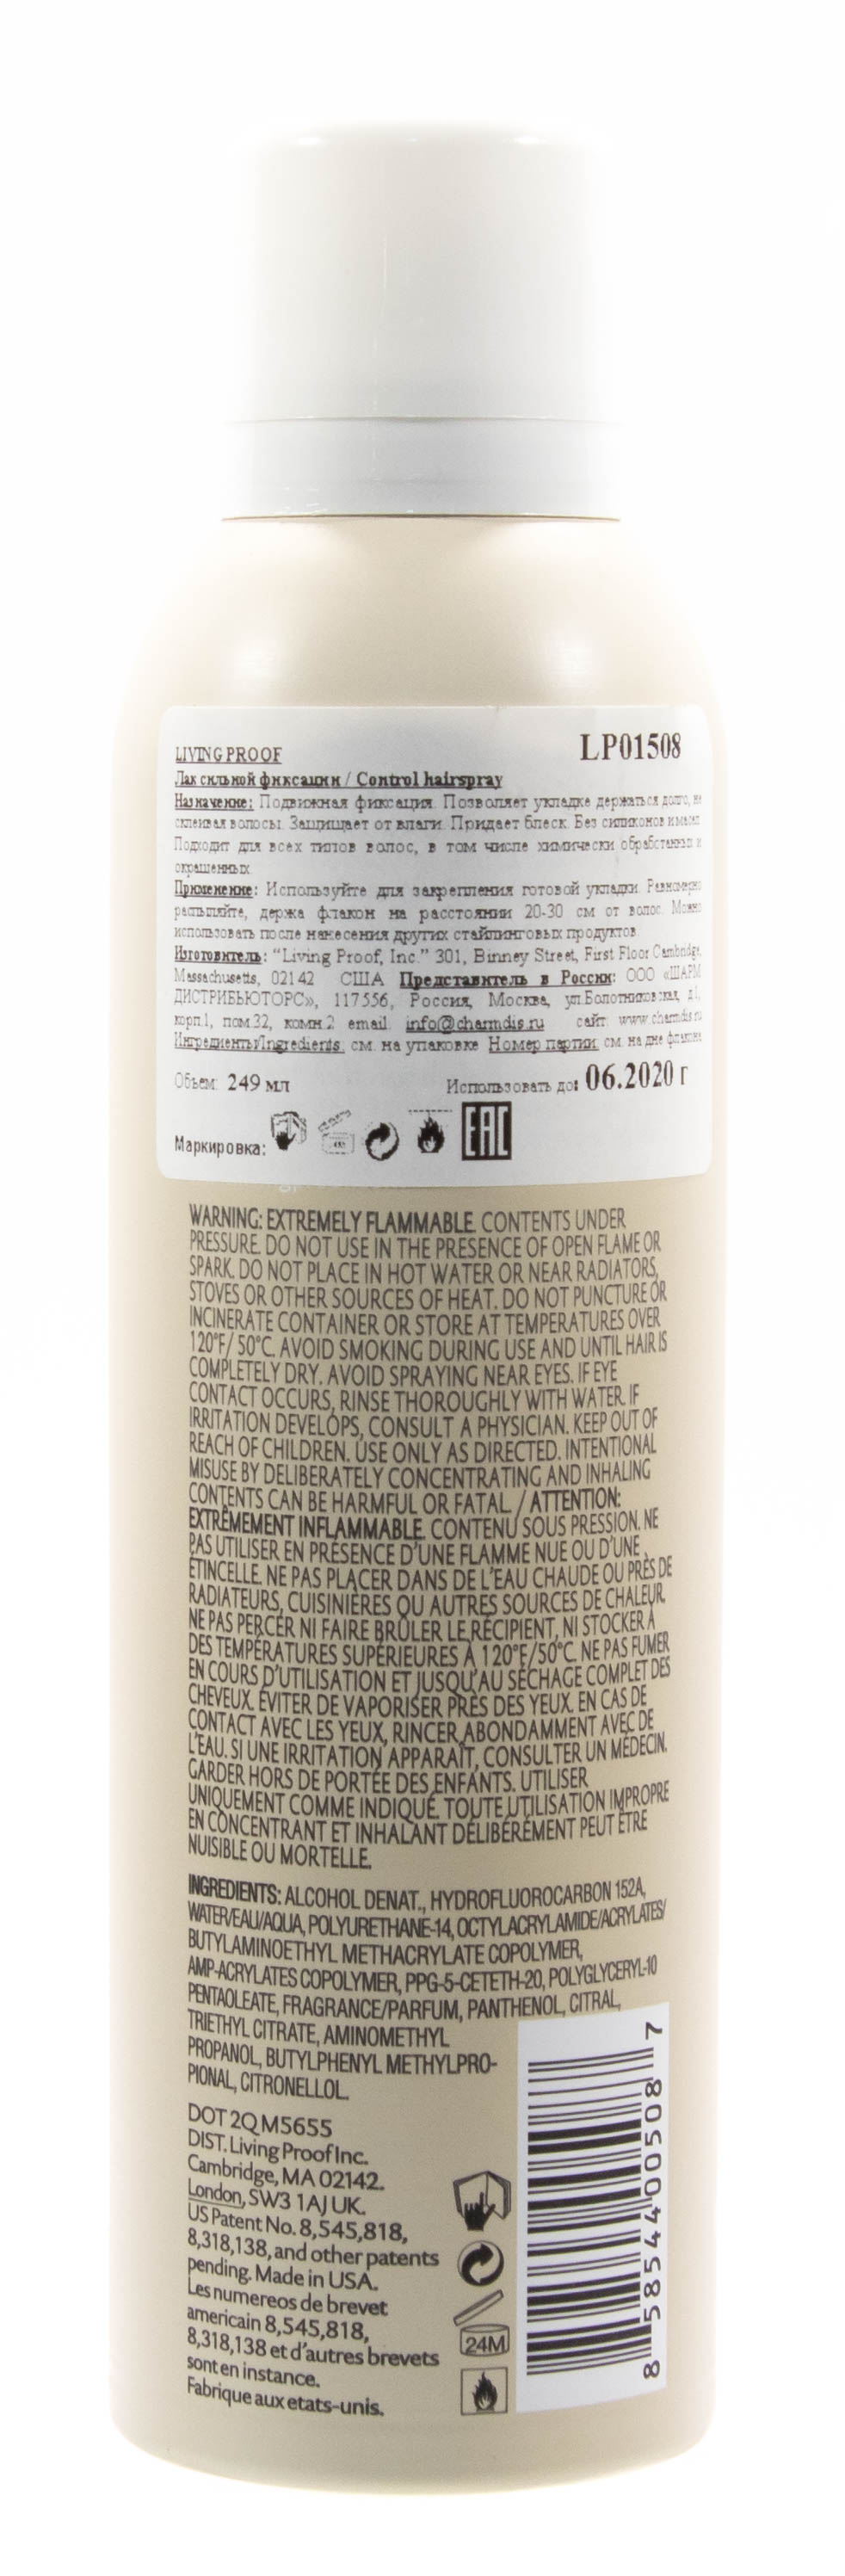 LIVING PROOF
LP01508
Лак сильной фиксации / Control hairspray
Назначение: Подвижная фиксация. Позволяет укладке держаться долго, не
склеивая волосы. Защищает от влаги. Придает блеск. Без силиконов и масел.
Подходит для всех типов волос, в том числе химически обработанных и
окрашенных.
Применение: Используйте для закрепления готовой укладки. Равномерно
распыляйте, держа флакон на расстоянии 20-30 см от волос. Можно
использовать после нанесения других стайлинговых продуктов.
Изготовитель: "Living Proof, Inc." 301, Binney Street, First Floor Cambridge,
Massachusetts, 02142 США Представитель в России: ООО «ШАРМ
ДИСТРИБЬЮТОРС», 117556, Россия, Москва, ул.Болотниковская, д.1,
корп.1, пом.32, комн.2 email: info@charmdis.ru сайт: www.charmdis.ru
Ингредиенты/Ingredients: см. на упаковке Номер партии: см. на дне флакона
Объем: 249 мл
Использовать до: 06.2020 г
Маркировка:
EAC
WARNING: EXTREMELY FLAMMABLE. CONTENTS UNDER
PRESSURE. DO NOT USE IN THE PRESENCE OF OPEN FLAME OR
SPARK. DO NOT PLACE IN HOT WATER OR NEAR RADIATORS,
STOVES OR OTHER SOURCES OF HEAT. DO NOT PUNCTURE OR
INCINERATE CONTAINER OR STORE AT TEMPERATURES OVER
120°F/ 50°C. AVOID SMOKING DURING USE AND UNTIL HAIR IS
COMPLETELY DRY. AVOID SPRAYING NEAR EYES. IF EYE
CONTACT OCCURS, RINSE THOROUGHLY WITH WATER. IF
IRRITATION DEVELOPS, CONSULT A PHYSICIAN. KEEP OUT OF
REACH OF CHILDREN. USE ONLY AS DIRECTED. INTENTIONAL
MISUSE BY DELIBERATELY CONCENTRATING AND INHALING
CONTENTS CAN BE HARMFUL OR FATAL. / ATTENTION:
EXTRÊMEMENT INFLAMMABLE. CONTENU SOUS PRESSION. NE
PAS UTILISER EN PRÉSENCE D'UNE FLAMME NUE OU D'UNE
ÉTINCELLE. NE PAS PLACER DANS DE L'EAU CHAUDE OU PRÈS DE
RADIATEURS, CUISINIÈRES OU AUTRES SOURCES DE CHALEUR.
NE PAS PERCER NI FAIRE BRÛLER LE RÉCIPIENT, NI STOCKER À
DES TEMPÉRATURES SUPÉRIEURES À 120°F/50°C. NE PAS FUMER
EN COURS D'UTILISATION ET JUSQU'AU SÉCHAGE COMPLET DES
CHEVEUX. ÉVITER DE VAPORISER PRÈS DES YEUX. EN CAS DE
CONTACT AVEC LES YEUX, RINCER ABONDAMMENT AVEC DE
L'EAU. SI UNE IRRITATION APPARAÎT, CONSULTER UN MÉDECIN.
GARDER HORS DE PORTÉE DES ENFANTS. UTILISER
UNIQUEMENT COMME INDIQUÉ. TOUTE UTILISATION IMPROPRE
EN CONCENTRANT ET INHALANT DÉLIBÉRÉMENT PEUT ÊTRE
NUISIBLE OU MORTELLE.
INGREDIENTS: ALCOHOL DENAT., HYDROFLUOROCARBON 152A,
WATER/EAU/AQUA, POLYURETHANE-14, OCTYLACRYLAMIDE/ACRYLATES/
BUTYLAMINOETHYL METHACRYLATE COPOLYMER,
AMP-ACRYLATES COPOLYMER, PPG-5-CETETH-20, POLYGLYCERYL-10
PENTAOLEATE, FRAGRANCE/PARFUM, PANTHENOL, CITRAL,
TRIETHYL CITRATE, AMINOMETHYL
PROPANOL, BUTYLPHENYL METHYLPRO-
PIONAL, CITRONELLOL.
DOT 2Q M5655
DIST. Living Proof Inc.
Cambridge, MA 02142.
London, SW3 1AJ UK.
US Patent No. 8,545,818,
8,318,138, and other patents
pending. Made in USA.
Les numereos de brevet
americain 8,545,818,
8,318,138 et d'autres brevets
sont en instance.
Fabrique aux etats-unis.
24M
8 58544 00508 7